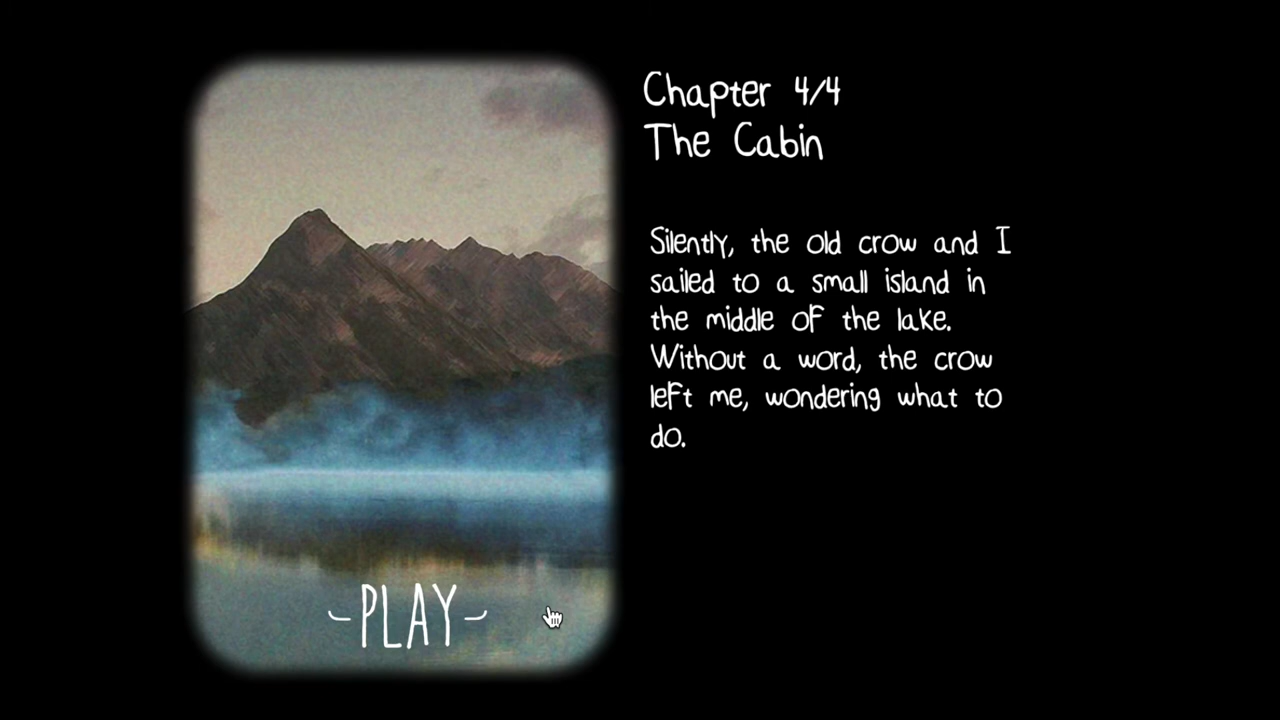 Chapter 4/4
The Cabin
Silently, the old crow and I
sailed to a small island in
the middle of the lake.
Without a word, the crow
left me, wondering what to
do.
PLAY